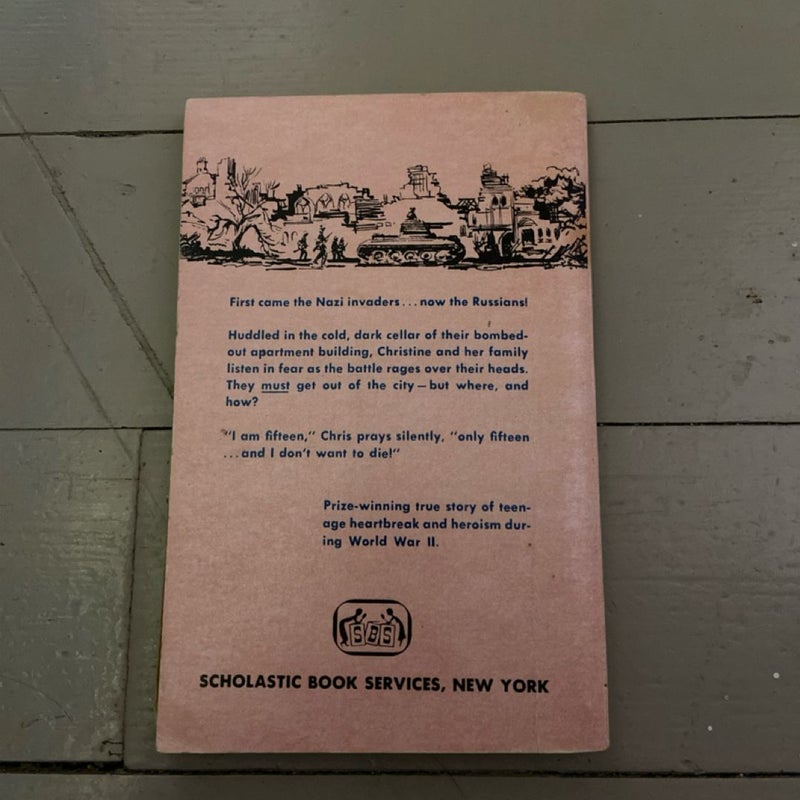 First came the Nazi invaders...now the Russians!
Huddled in the cold, dark cellar of their bombed-
out apartment building, Christine and her family
listen in fear as the battle rages over their heads.
They must get out of the city—but where, and
how?
"I am fifteen," Chris prays silently, "only fifteen
...and I don't want to die!"
Prize-winning true story of teen-
age heartbreak and heroism dur-
ing World War II.
SBS
SCHOLASTIC BOOK SERVICES, NEW YORK